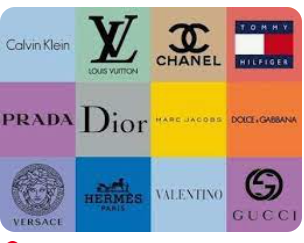 Calvin Klein
LOUIS VUITTON
CHANEL
TOMMY
HILFIGER
PRADA
Dior
MARC JACOBS
DOLCE & GABBANA
VERSACE
HERMES
PARIS
VALENTINO
GUCCI